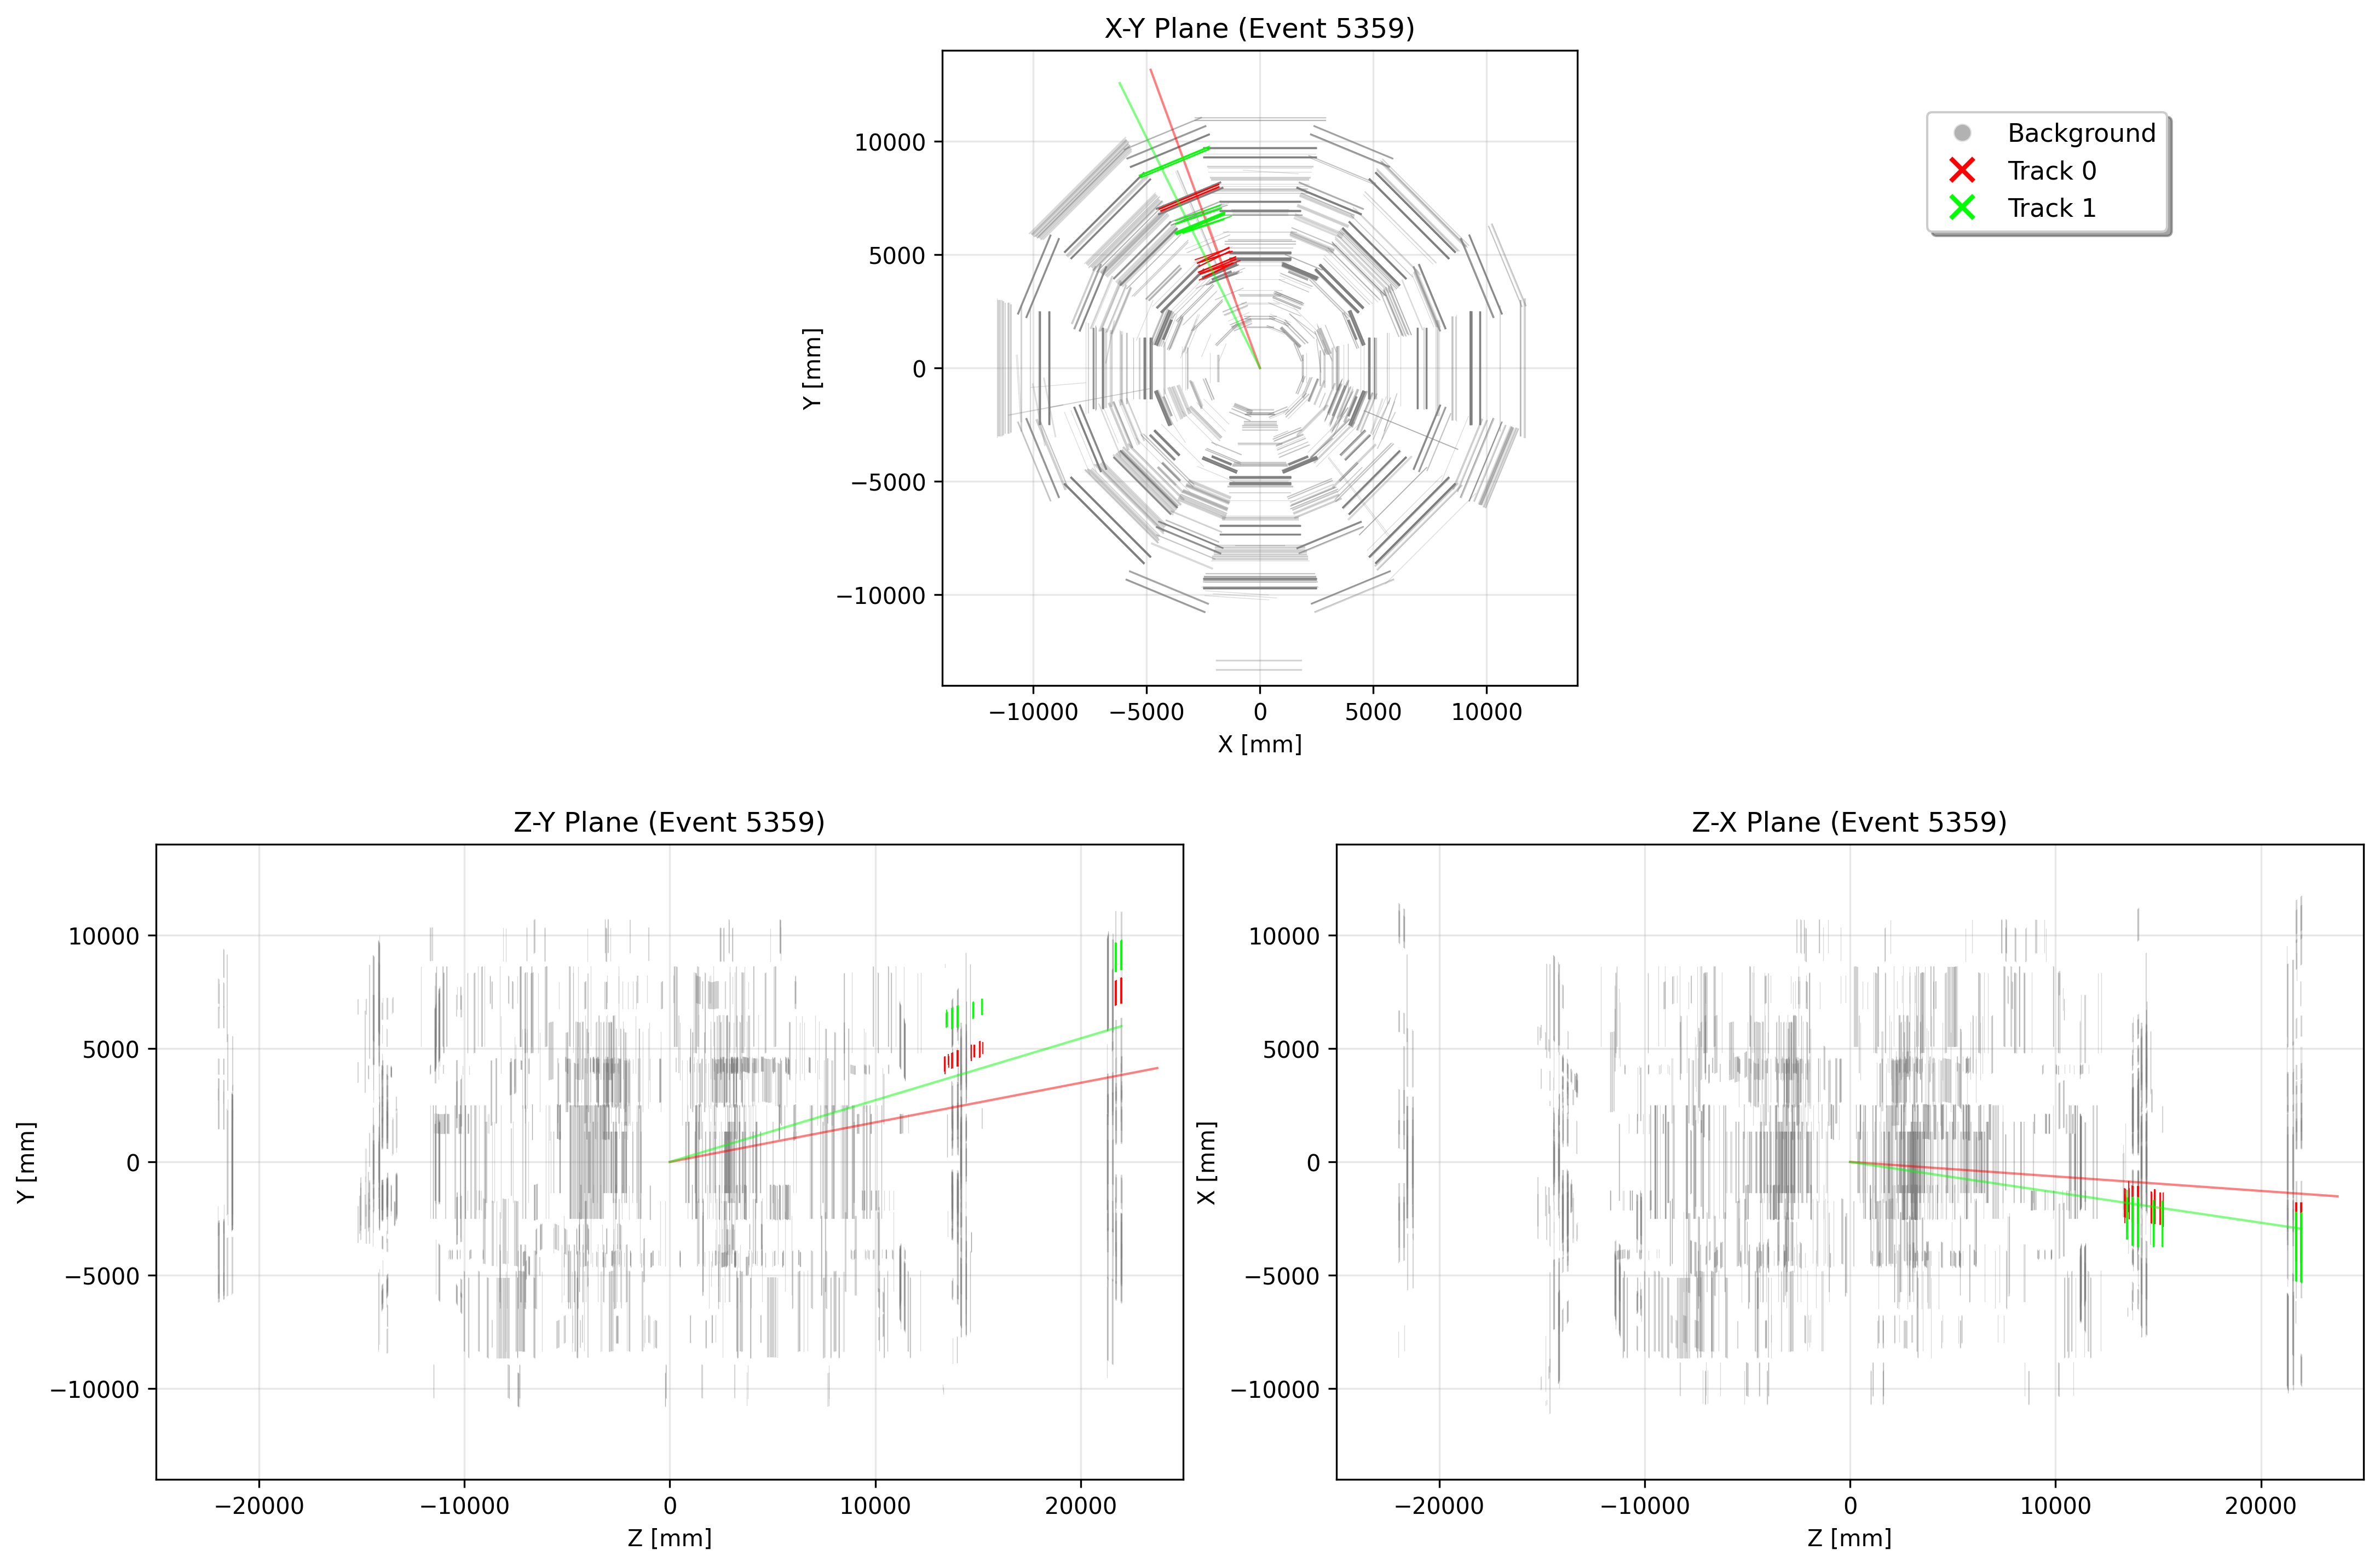 X-Y Plane (Event 5359)
Y [mm]
10000
5000
0
−5000
−10000
−10000 −5000 0 5000 10000
X [mm]
Background
Track 0
Track 1
Z-Y Plane (Event 5359)
Y [mm]
10000
5000
0
−5000
−10000
−20000 −10000 0 10000 20000
Z [mm]
Z-X Plane (Event 5359)
X [mm]
10000
5000
0
−5000
−10000
−20000 −10000 0 10000 20000
Z [mm]